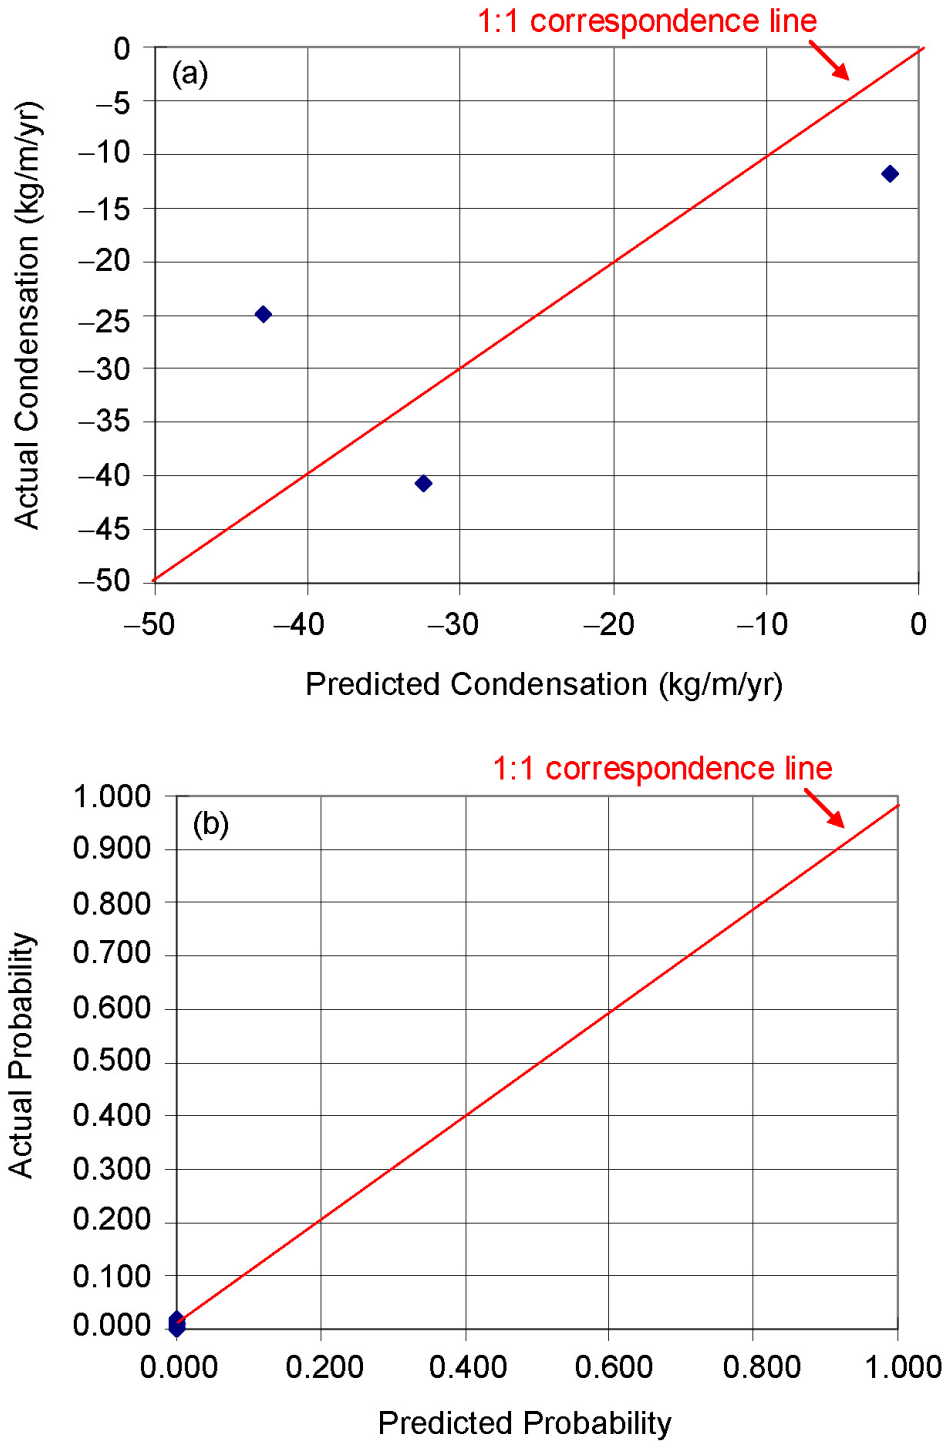 1:1 correspondence line
(a)
Actual Condensation (kg/m/yr)
0
–5
–10
–15
–20
–25
–30
–35
–40
–45
–50
–50 –40 –30 –20 –10 0
Predicted Condensation (kg/m/yr)
1:1 correspondence line
(b)
Actual Probability
1.000
0.900
0.800
0.700
0.600
0.500
0.400
0.300
0.200
0.100
0.000
0.000 0.200 0.400 0.600 0.800 1.000
Predicted Probability